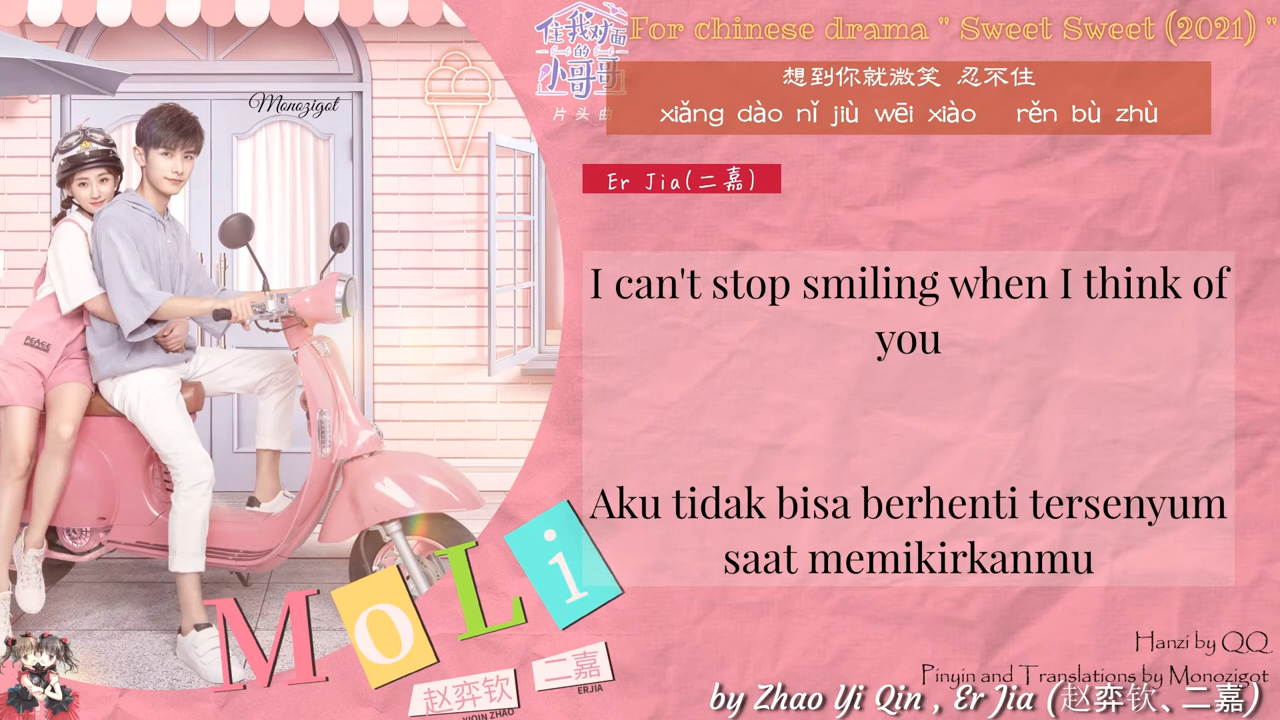 住我对面
的
小哥哥
片头曲
For chinese drama " Sweet Sweet (2021) "
想到你就微笑 忍不住
xiǎng dào nǐ jiù wēi xiào rěn bù zhù
Monozigot
Er Jia(二嘉)
I can't stop smiling when I think of
you
Aku tidak bisa berhenti tersenyum
saat memikirkanmu
PEACE
MoLi
赵弈钦
YIQIN ZHAO
二嘉
ERJIA
Hanzi by QQ
Pinyin and Translations by Monozigot
by Zhao Yi Qin , Er Jia (赵弈钦、二嘉)